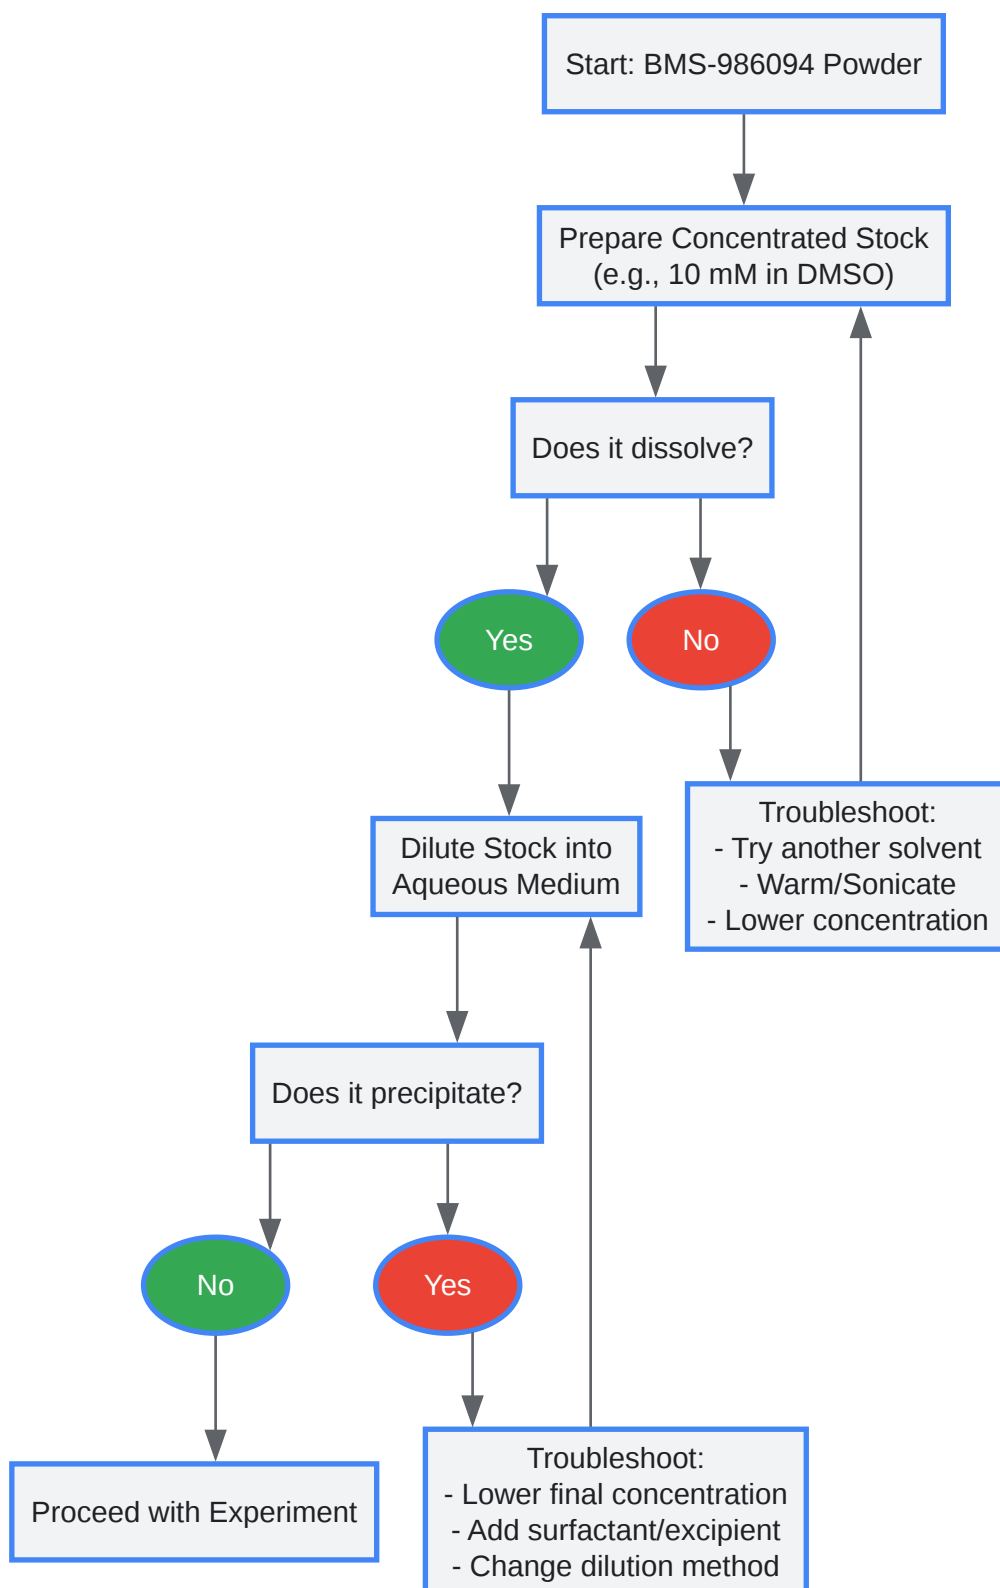 Start: BMS-986094 Powder
Prepare Concentrated Stock
(e.g., 10 mM in DMSO)
Does it dissolve?
Yes
No
Troubleshoot:
- Try another solvent
- Warm/Sonicate
- Lower concentration
Dilute Stock into
Aqueous Medium
Does it precipitate?
No
Yes
Proceed with Experiment
Troubleshoot:
- Lower final concentration
- Add surfactant/excipient
- Change dilution method